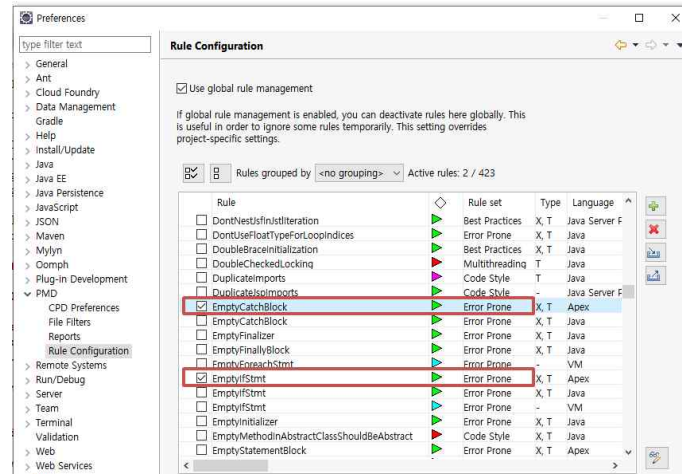 Preferences
type filter text
Rule Configuration
General
Ant
Cloud Foundry
Data Management
Gradle
Help
Install/Update
Java
Java EE
Java Persistence
JavaScript
JSON
Maven
Mylyn
Oomph
Plug-in Development
PMD
CPD Preferences
File Filters
Reports
Rule Configuration
Remote Systems
Run/Debug
Server
Team
Terminal
Validation
Web
Web Services
Use global rule management
If global rule management is enabled, you can deactivate rules here globally. This
is useful in order to ignore some rules temporarily. This setting overrides
project-specific settings.
Rules grouped by <no grouping> Active rules: 2 / 423
Rule Rule set Type Language
DontNestJsfInJstlIteration Best Practices X, T Java Server P
DontUseFloatTypeForLoopIndices Error Prone X, T Java
DoubleBraceInitialization Best Practices X, T Java
DoubleCheckedLocking Multithreading T Java
DuplicateImports Code Style T Java
DuplicateJspImports Code Style - Java Server P
EmptyCatchBlock Error Prone X, T Apex
EmptyCatchBlock Error Prone X, T Java
EmptyFinalizer Error Prone X, T Java
EmptyFinallyBlock Error Prone X, T Java
EmptyForeachStmt Error Prone - VM
EmptyIfStmt Error Prone X, T Apex
EmptyIfStmt Error Prone X, T Java
EmptyIfStmt Error Prone - VM
EmptyInitializer Error Prone X, T Java
EmptyMethodInAbstractClassShouldBeAbstract Code Style X, T Java
EmptyStatementBlock Error Prone X, T Apex